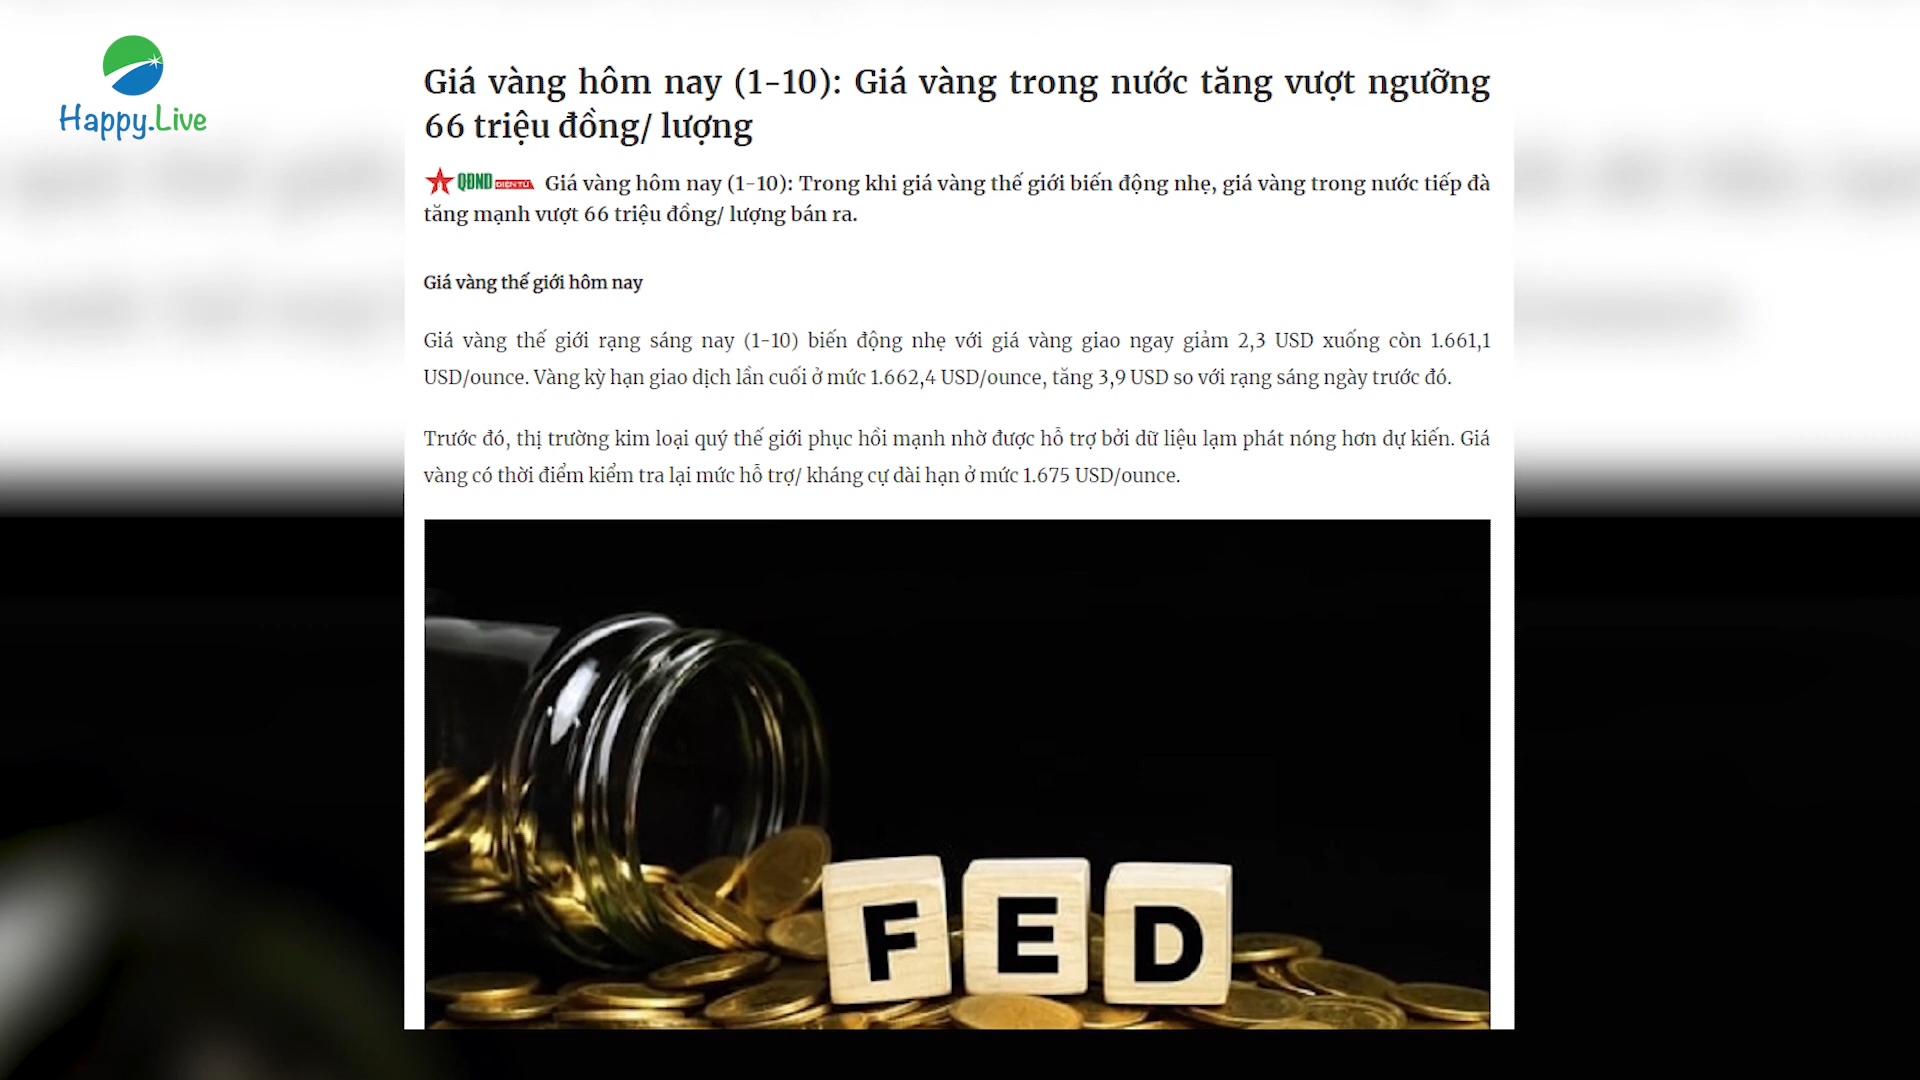 Happy.Live
Giá vàng hôm nay (1-10): Giá vàng trong nước tăng vượt ngưỡng
66 triệu đồng/ lượng
QĐND ĐIỆN TỬ Giá vàng hôm nay (1-10): Trong khi giá vàng thế giới biến động nhẹ, giá vàng trong nước tiếp đà
tăng mạnh vượt 66 triệu đồng/ lượng bán ra.
Giá vàng thế giới hôm nay
Giá vàng thế giới rạng sáng nay (1-10) biến động nhẹ với giá vàng giao ngay giảm 2,3 USD xuống còn 1.661,1
USD/ounce. Vàng kỳ hạn giao dịch lần cuối ở mức 1.662,4 USD/ounce, tăng 3,9 USD so với rạng sáng ngày trước đó.
Trước đó, thị trường kim loại quý thế giới phục hồi mạnh nhờ được hỗ trợ bởi dữ liệu lạm phát nóng hơn dự kiến. Giá
vàng có thời điểm kiểm tra lại mức hỗ trợ/ kháng cự dài hạn ở mức 1.675 USD/ounce.
FED